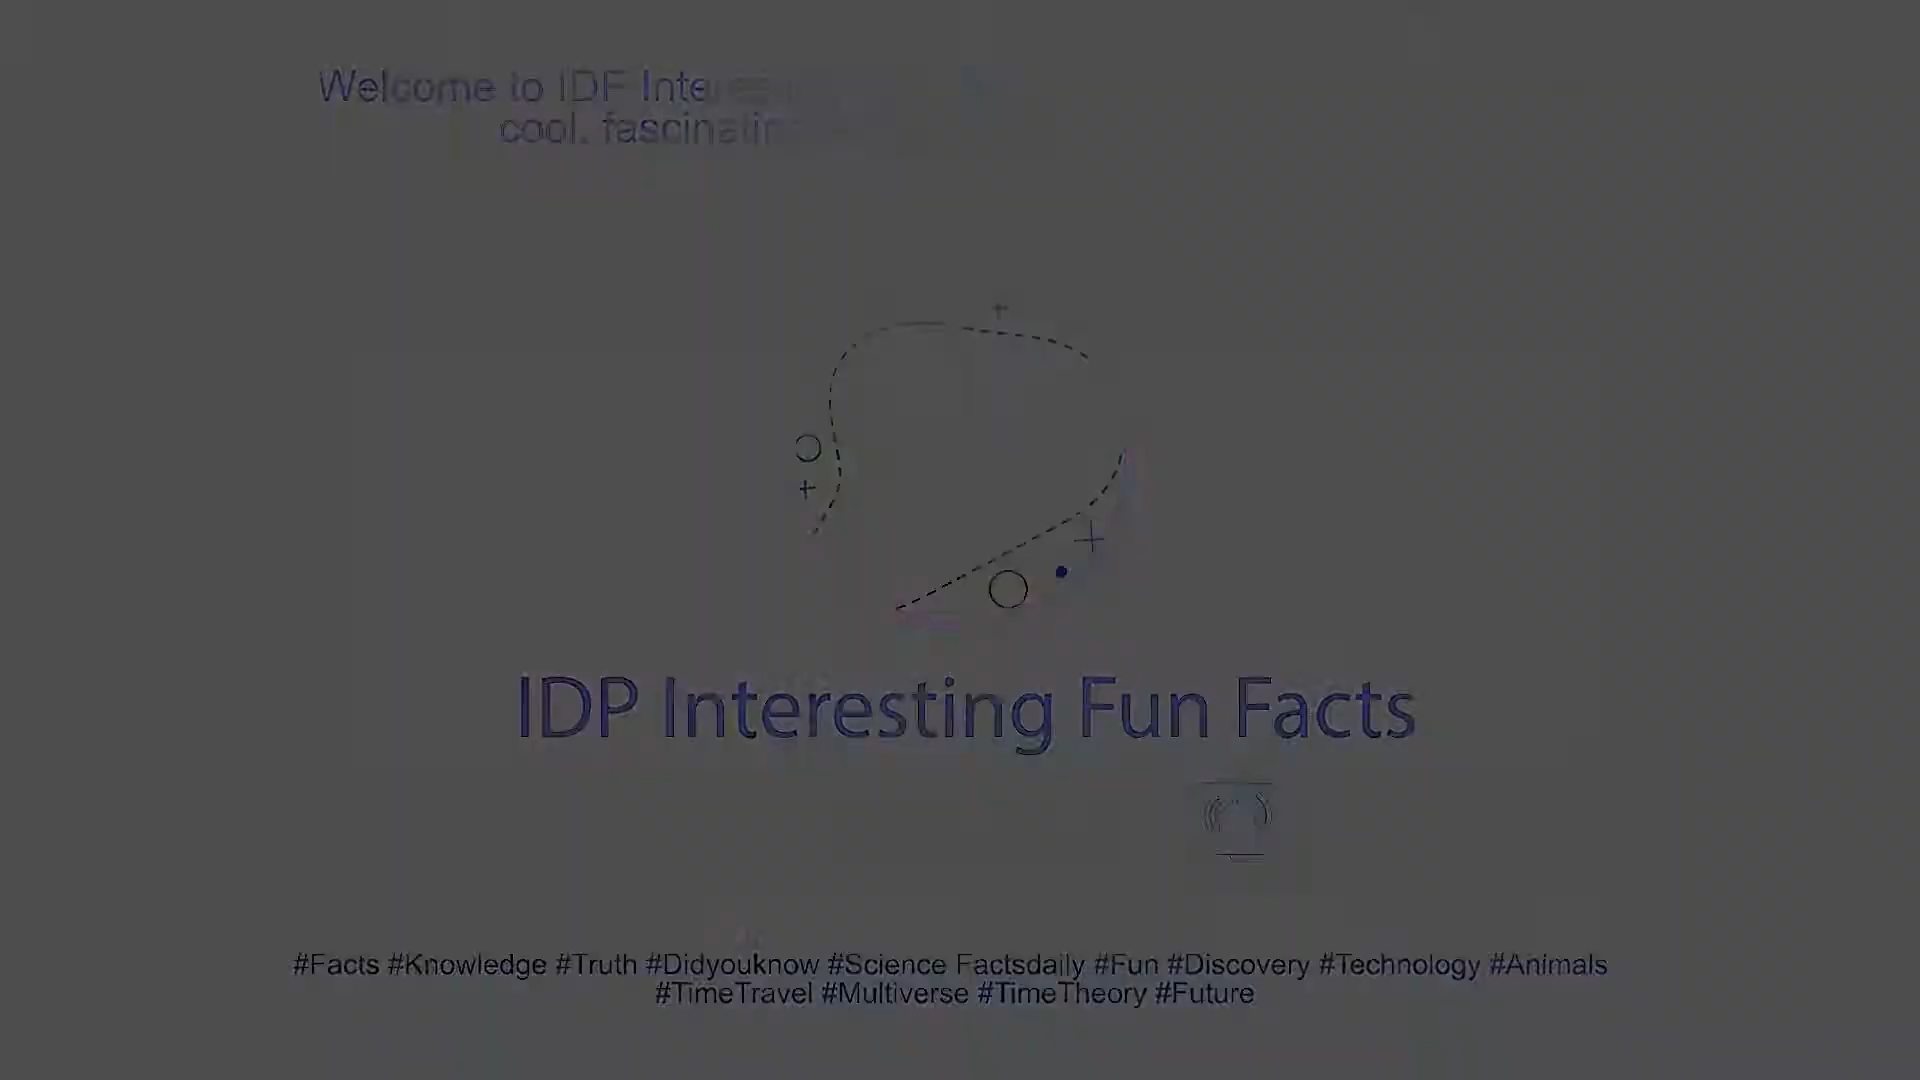 Welcome to IDF Inte
cool, fascinatin
IDP Interesting Fun Facts
#Facts #Knowledge #Truth #Didyouknow #Science Factsdaily #Fun #Discovery #Technology #Animals
#TimeTravel #Multiverse #TimeTheory #Future